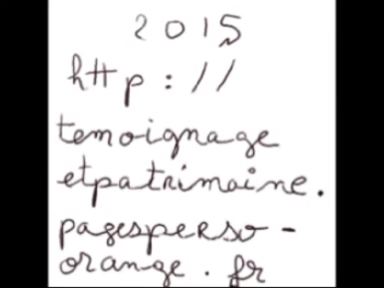 2015
http://
temoignage
etpatrimoine.
pagesperso-
orange.fr